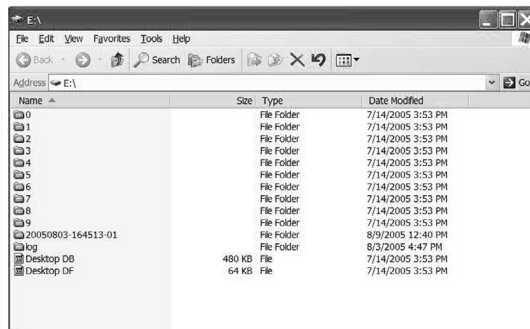 E:\
File Edit View Favorites Tools Help
Back Search Folders
Address E:\ Go
Name Size Type Date Modified
0 File Folder 7/14/2005 3:53 PM
1 File Folder 7/14/2005 3:53 PM
2 File Folder 7/14/2005 3:53 PM
3 File Folder 7/14/2005 3:53 PM
4 File Folder 7/14/2005 3:53 PM
5 File Folder 7/14/2005 3:53 PM
6 File Folder 7/14/2005 3:53 PM
7 File Folder 7/14/2005 3:53 PM
8 File Folder 7/14/2005 3:53 PM
9 File Folder 7/14/2005 3:53 PM
20050803-164513-01 File Folder 8/9/2005 12:40 PM
log File Folder 8/3/2005 4:47 PM
Desktop DB 480 KB File 7/14/2005 3:53 PM
Desktop DF 64 KB File 7/14/2005 3:53 PM